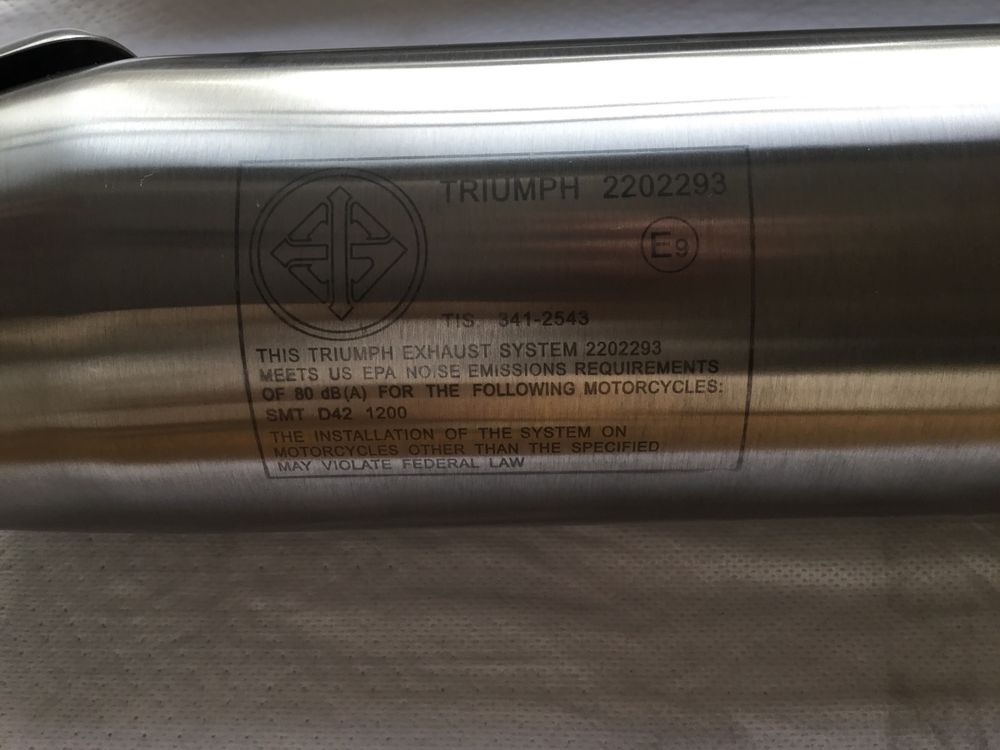 TRIUMPH 2202293
E9
TIS 341-2543
THIS TRIUMPH EXHAUST SYSTEM 2202293
MEETS US EPA NOISE EMISSIONS REQUIREMENTS
OF 80 dB(A) FOR THE FOLLOWING MOTORCYCLES:
SMT D42 1200
THE INSTALLATION OF THE SYSTEM ON
MOTORCYCLES OTHER THAN THE SPECIFIED
MAY VIOLATE FEDERAL LAW